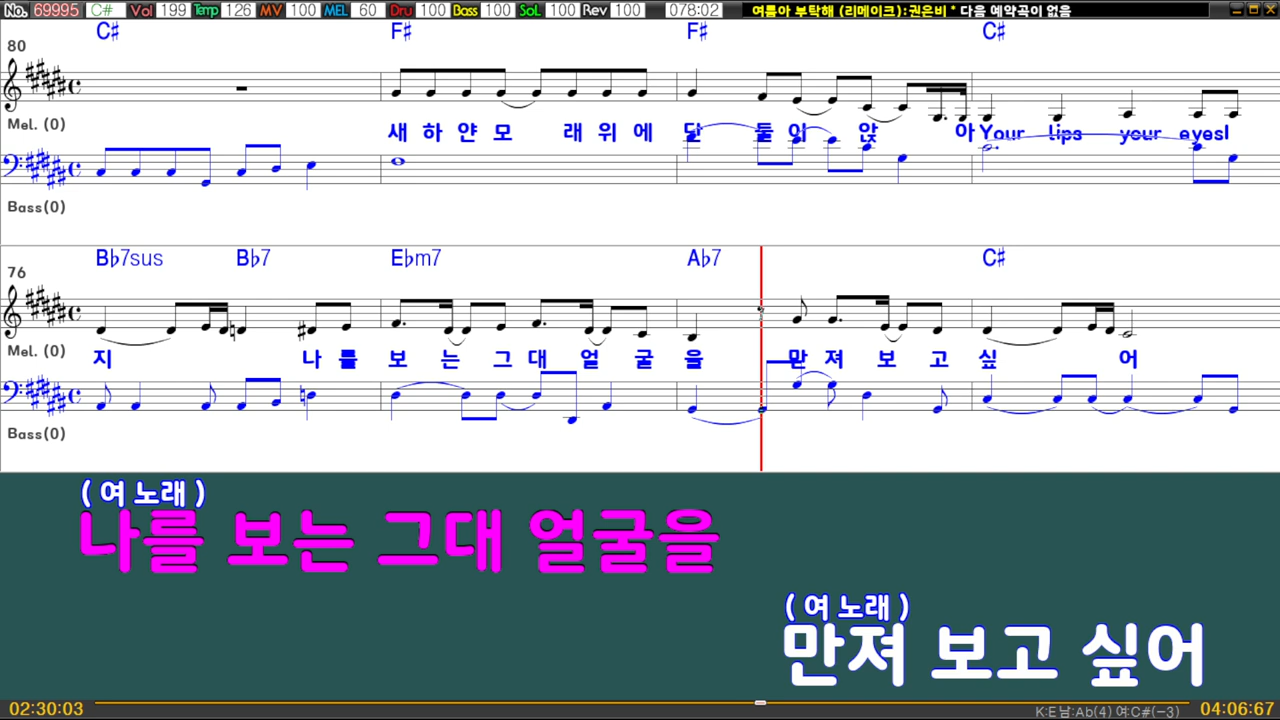 No. 69995 C# Vol 199 Temp 126 MV 100 MEL 60 Dru 100 Bass 100 SoL 100 Rev 100 078:02 여름아 부탁해 (리메이크):권은비 * 다음 예약곡이 없음
C♯ F♯ F♯ C♯
80
Mel. (0)
새 하 얀 모 래 위 에 달 둘 이 앉 아 Your lips your eyes I
Bass(0)
B♭7sus B♭7 E♭m7 A♭7 C♯
76
Mel. (0)
지 나 를 보 는 그 대 얼 굴 을 만 져 보 고 싶 어
Bass(0)
( 여 노래 )
나를 보는 그대 얼굴을
( 여 노래 )
만져 보고 싶어
02:30:03 K:E 남:Ab(4) 여:C#(-3) 04:06:67